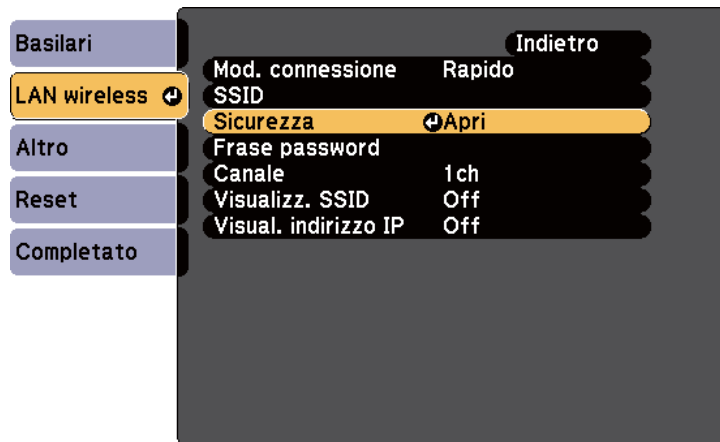 Basilari
LAN wireless
Altro
Reset
Completato
Indietro
Mod. connessione Rapido
SSID
Sicurezza Apri
Frase password
Canale 1ch
Visualizz. SSID Off
Visual. indirizzo IP Off